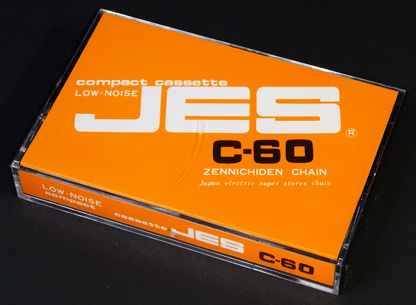 compact cassette
LOW-NOISE
JES®
C-60
ZENNICHIDEN CHAIN
Japan electric super stores chain
LOW-NOISE
compact cassette JES C-60